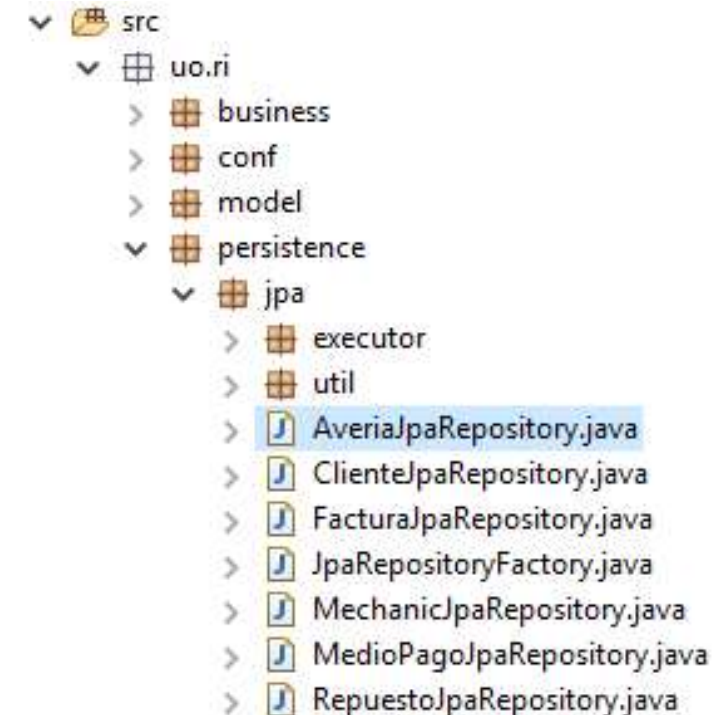 src
uo.ri
business
conf
model
persistence
jpa
executor
util
AveriaJpaRepository.java
ClienteJpaRepository.java
FacturaJpaRepository.java
JpaRepositoryFactory.java
MechanicJpaRepository.java
MedioPagoJpaRepository.java
RepuestoJpaRepository.java